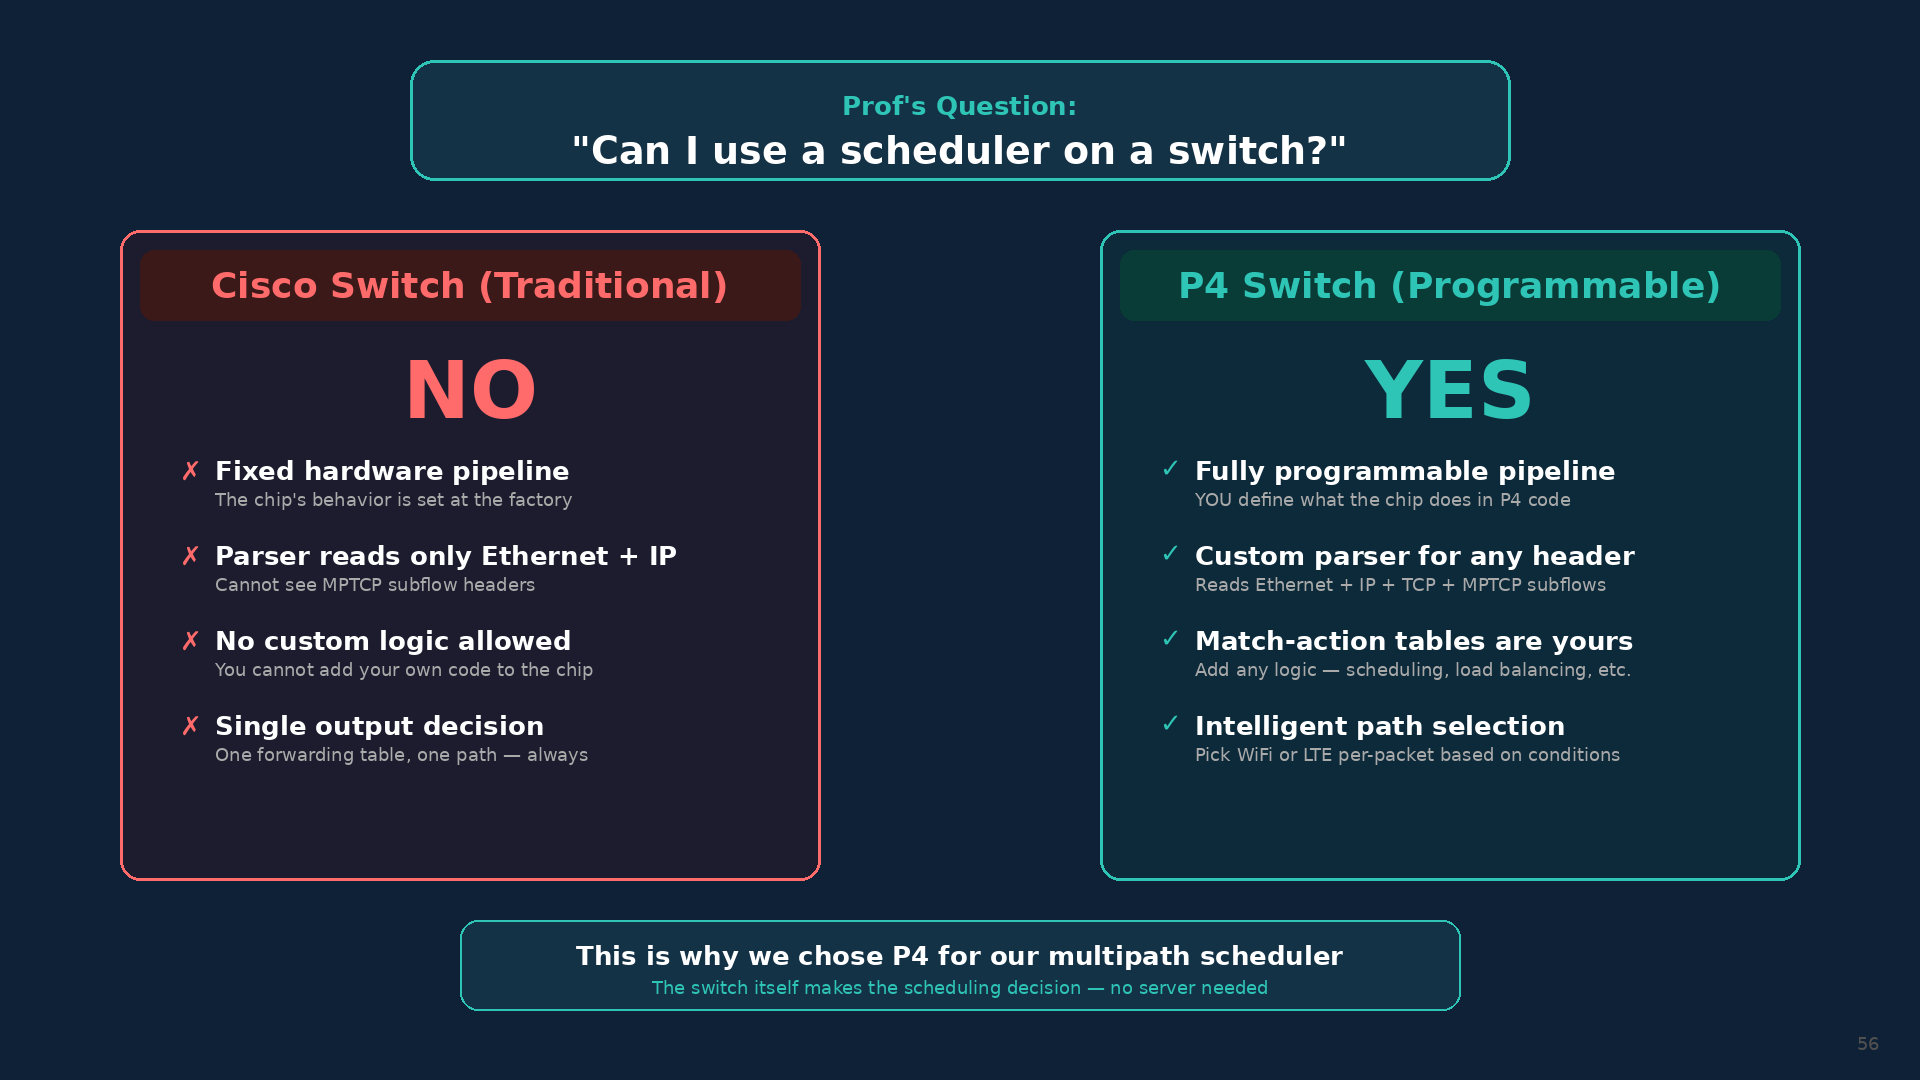 Prof's Question:
"Can I use a scheduler on a switch?"
Cisco Switch (Traditional)
NO
✗ Fixed hardware pipeline
The chip's behavior is set at the factory
✗ Parser reads only Ethernet + IP
Cannot see MPTCP subflow headers
✗ No custom logic allowed
You cannot add your own code to the chip
✗ Single output decision
One forwarding table, one path — always
P4 Switch (Programmable)
YES
✓ Fully programmable pipeline
YOU define what the chip does in P4 code
✓ Custom parser for any header
Reads Ethernet + IP + TCP + MPTCP subflows
✓ Match-action tables are yours
Add any logic — scheduling, load balancing, etc.
✓ Intelligent path selection
Pick WiFi or LTE per-packet based on conditions
This is why we chose P4 for our multipath scheduler
The switch itself makes the scheduling decision — no server needed
56